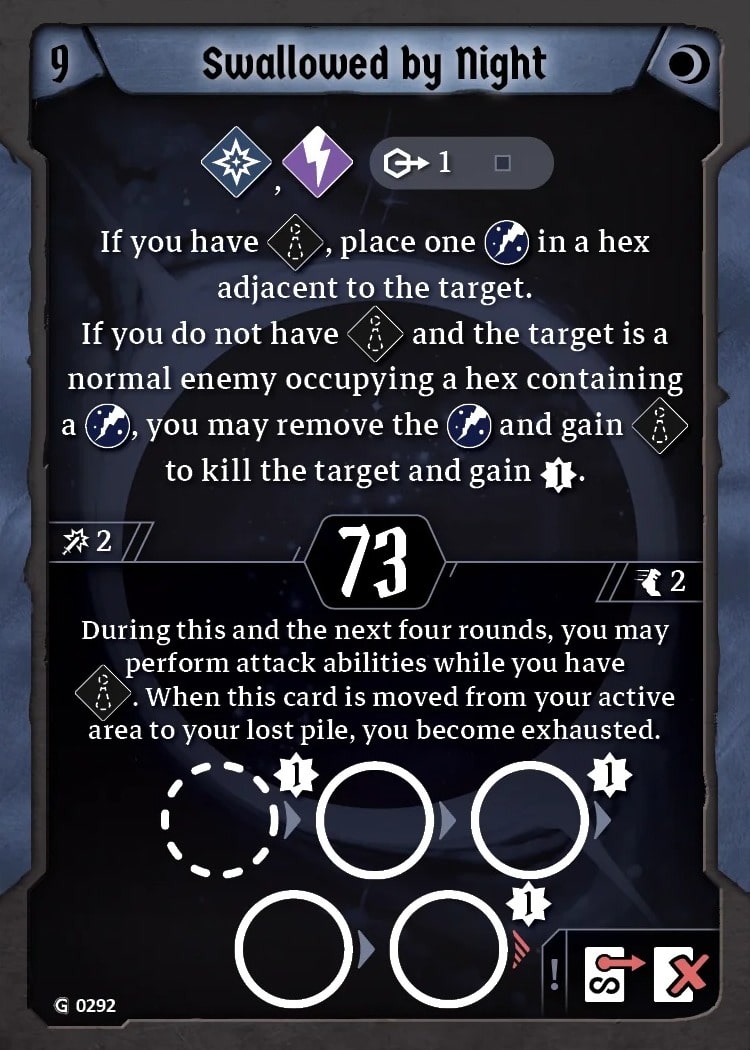 9 Swallowed by Night
, 1
If you have , place one in a hex
adjacent to the target.
If you do not have and the target is a
normal enemy occupying a hex containing
a , you may remove the and gain
to kill the target and gain 1.
2
73
2
During this and the next four rounds, you may
perform attack abilities while you have
. When this card is moved from your active
area to your lost pile, you become exhausted.
1 1
1
!
G 0292